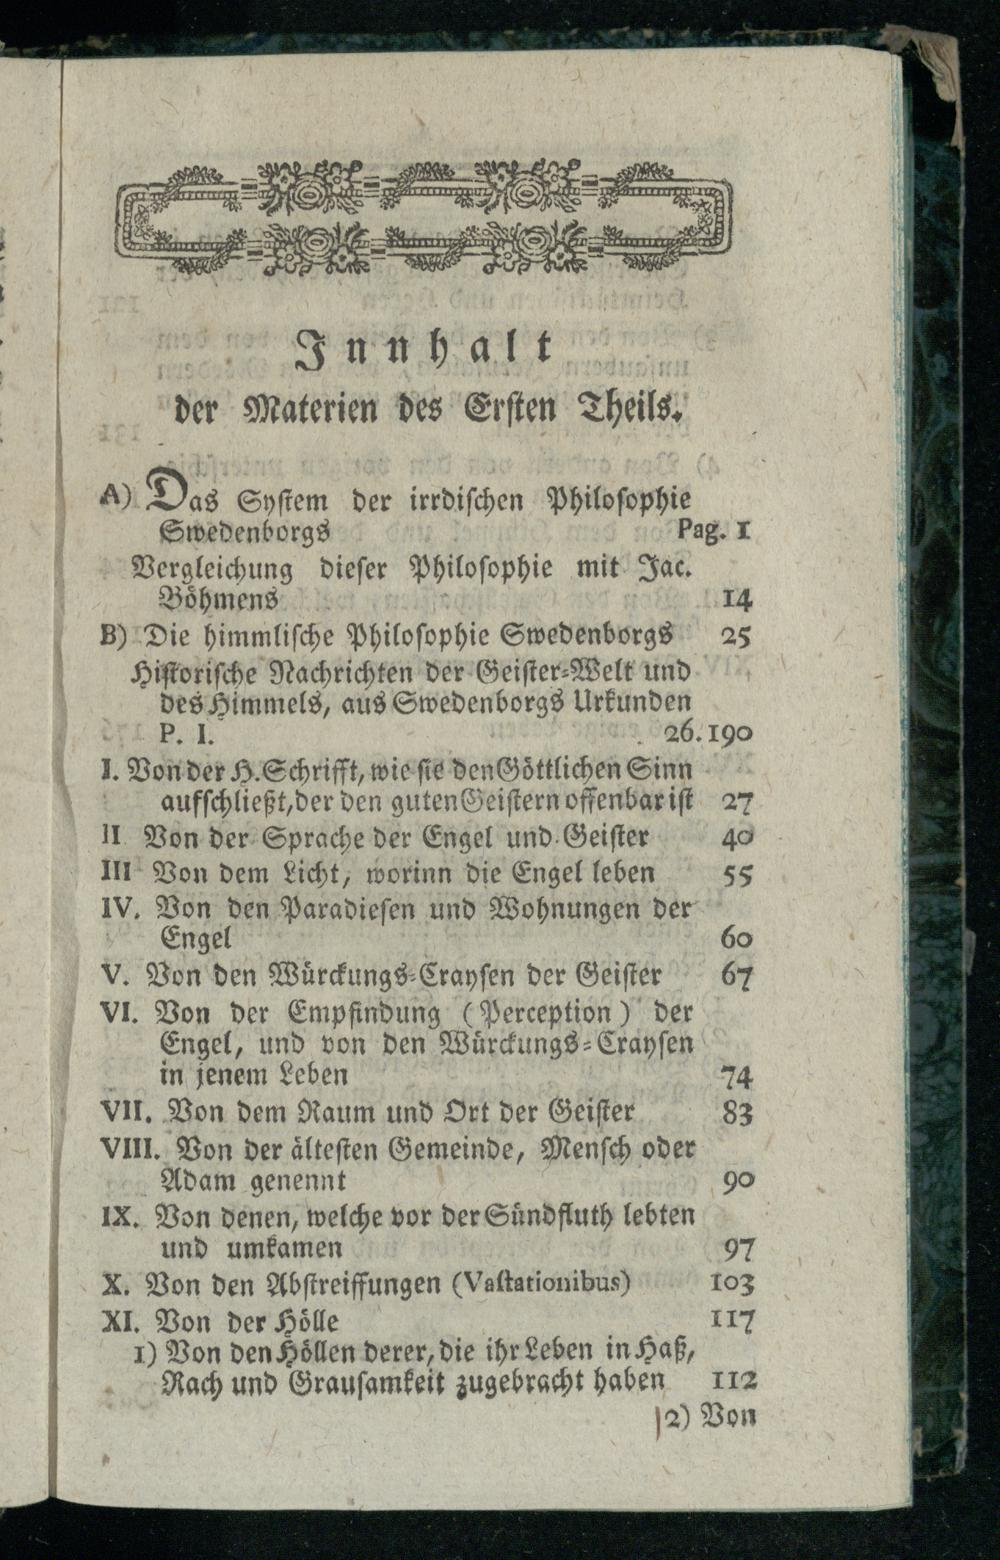 Innhalt
der Materien des Ersten Theils.
A) Das System der irrdischen Philosophie
Swedenborgs Pag. 1
Vergleichung dieser Philosophie mit Jac.
Böhmens 14
B) Die himmlische Philosophie Swedenborgs 25
Historische Nachrichten der Geister-Welt und
des Himmels, aus Swedenborgs Urkunden
P. I. 26.190
I. Von der H. Schrifft, wie sie den Göttlichen Sinn
aufschließt, der den guten Geistern offenbar ist 27
II Von der Sprache der Engel und Geister 40
III Von dem Licht, worinn die Engel leben 55
IV. Von den Paradiesen und Wohnungen der
Engel 60
V. Von den Würckungs-Craysen der Geister 67
VI. Von der Empfindung (Perception) der
Engel, und von den Würckungs-Craysen
in jenem Leben 74
VII. Von dem Raum und Ort der Geister 83
VIII. Von der ältesten Gemeinde, Mensch oder
Adam genennt 90
IX. Von denen, welche vor der Sündfluth lebten
und umkamen 97
X. Von den Abstreiffungen (Vastationibus) 103
XI. Von der Hölle 117
1) Von den Höllen derer, die ihr Leben in Haß,
Rach und Grausamkeit zugebracht haben 112
2) Von